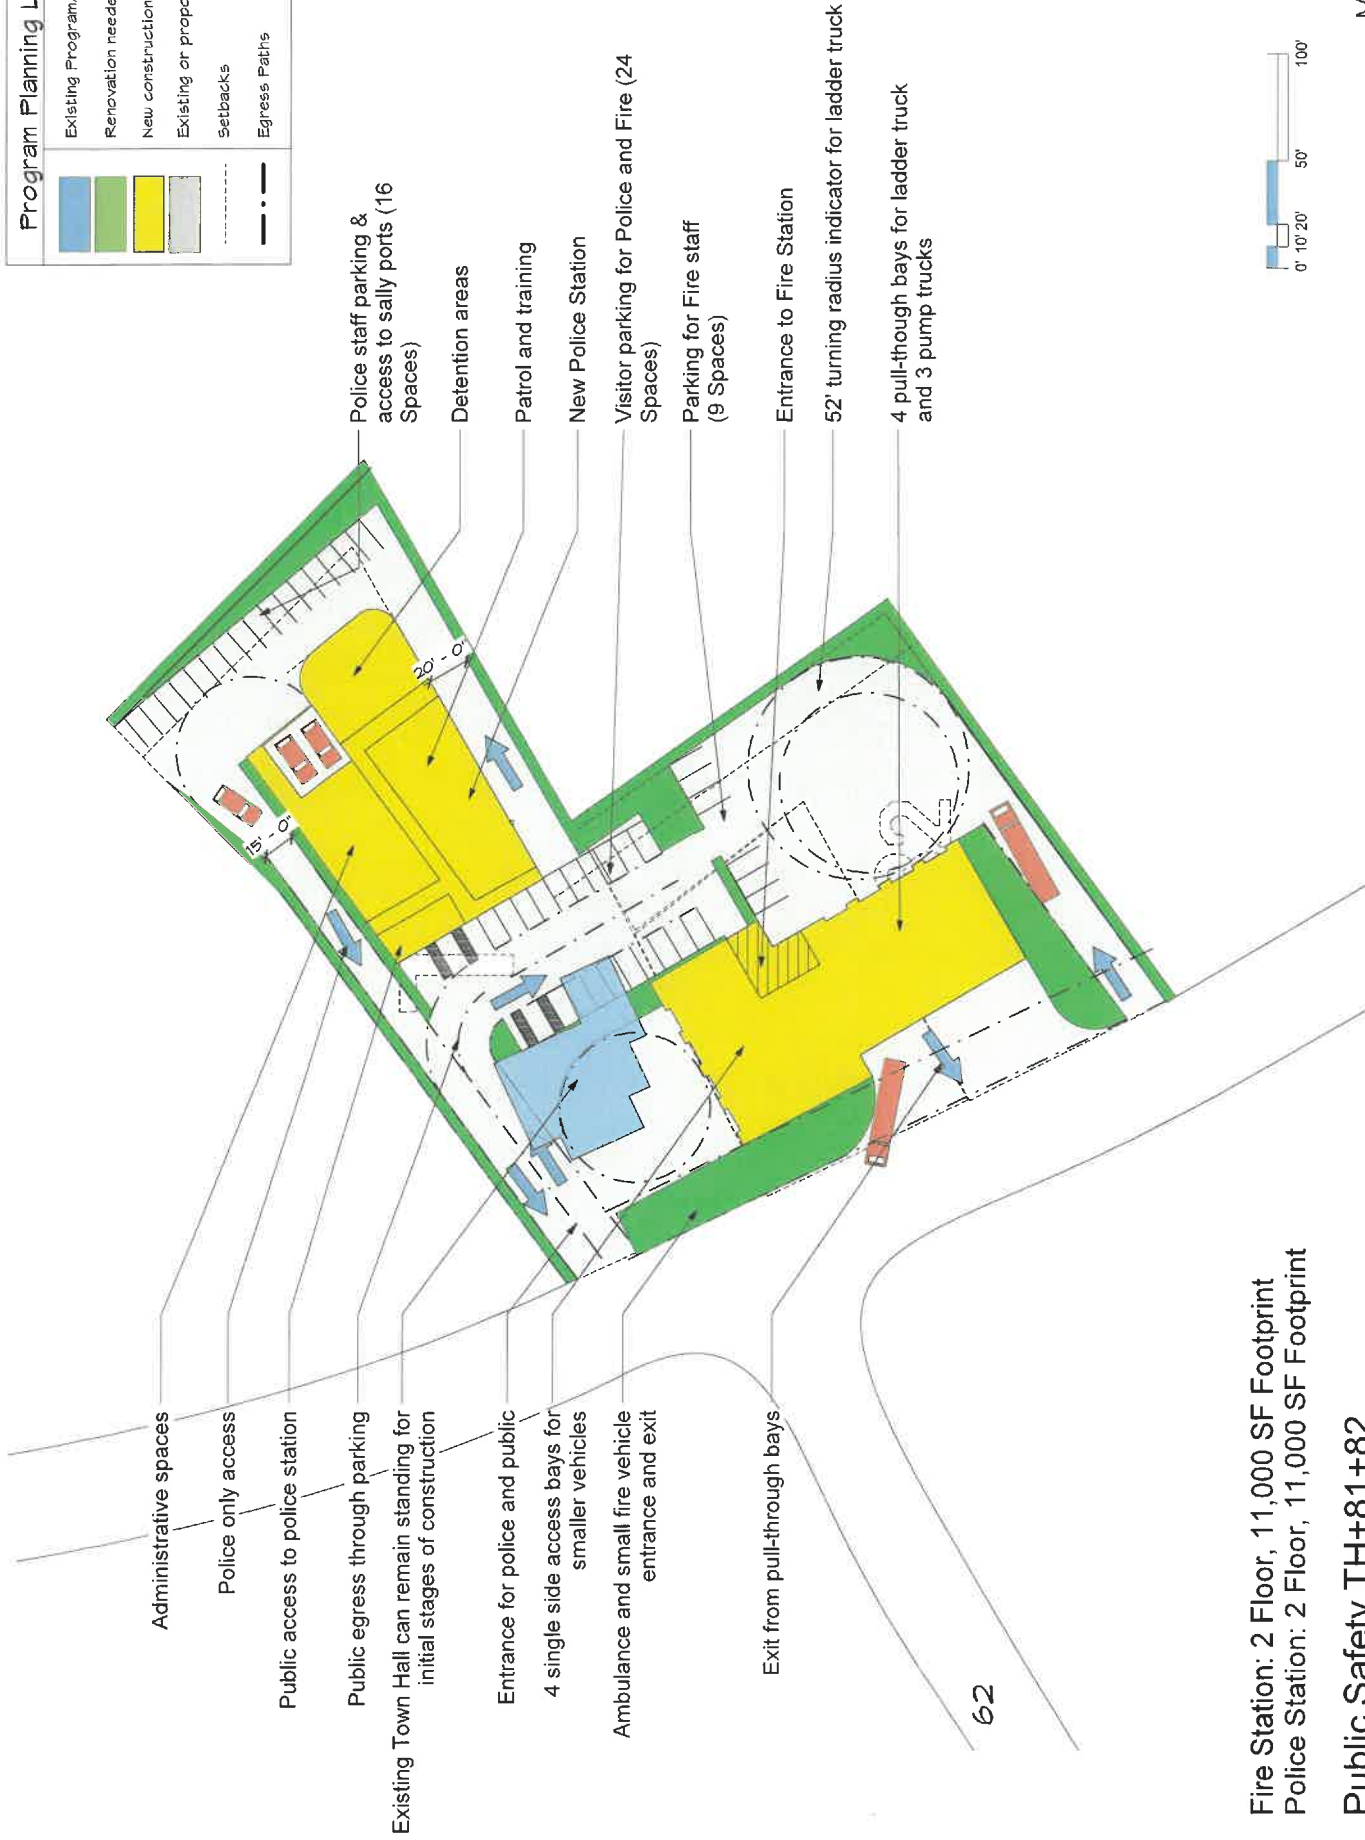 Program Planning L
Existing Program
Renovation neede
New construction
Existing or propo
Setbacks
Egress Paths
Police staff parking &
access to sally ports (16
Spaces)
Detention areas
Patrol and training
New Police Station
Visitor parking for Police and Fire (24
Spaces)
Parking for Fire staff
(9 Spaces)
Entrance to Fire Station
52' turning radius indicator for ladder truck
4 pull-though bays for ladder truck
and 3 pump trucks
20' - 0"
15' - 0"
32
Administrative spaces
Police only access
Public access to police station
Public egress through parking
Existing Town Hall can remain standing for
initial stages of construction
Entrance for police and public
4 single side access bays for
smaller vehicles
Ambulance and small fire vehicle
entrance and exit
Exit from pull-through bays
62
0' 10' 20' 50' 100'
Fire Station: 2 Floor, 11,000 SF Footprint
Police Station: 2 Floor, 11,000 SF Footprint
Public Safety TH+81+82